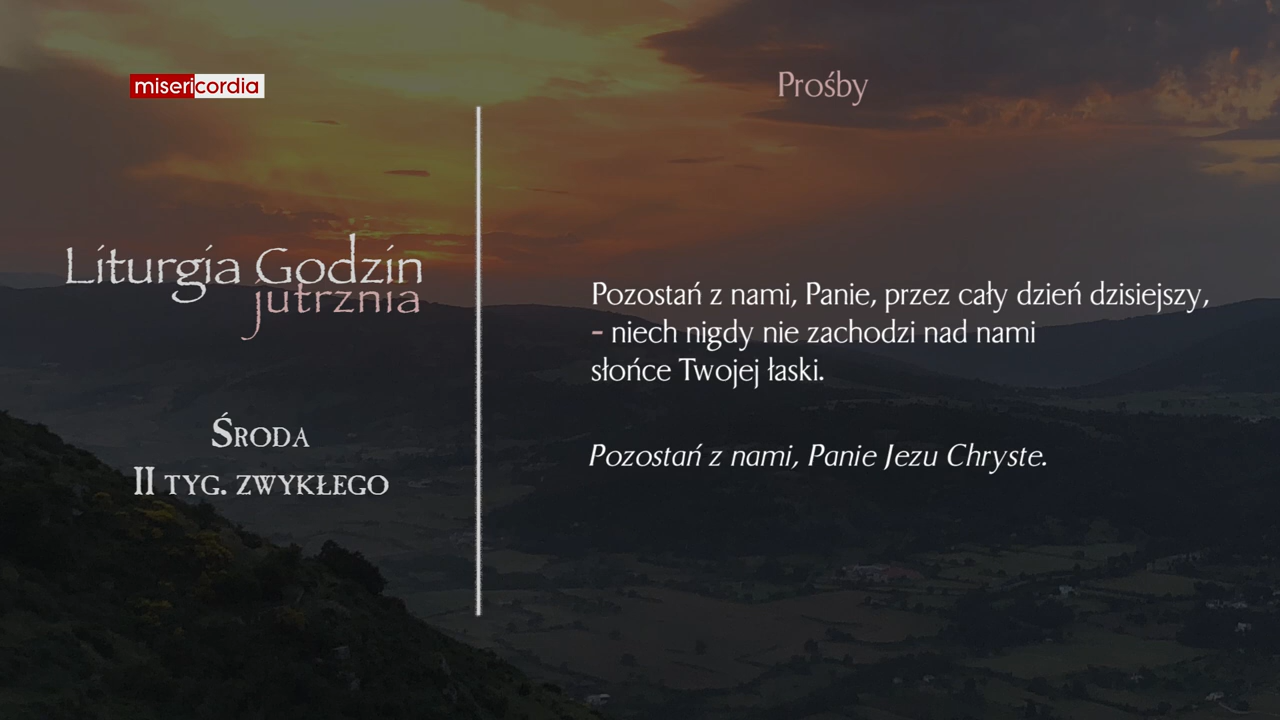 misericordia
Liturgia Godzin
jutrznia
Środa
II tyg. zwykłego
Prośby
Pozostań z nami, Panie, przez cały dzień dzisiejszy,
- niech nigdy nie zachodzi nad nami
słońce Twojej łaski.
Pozostań z nami, Panie Jezu Chryste.